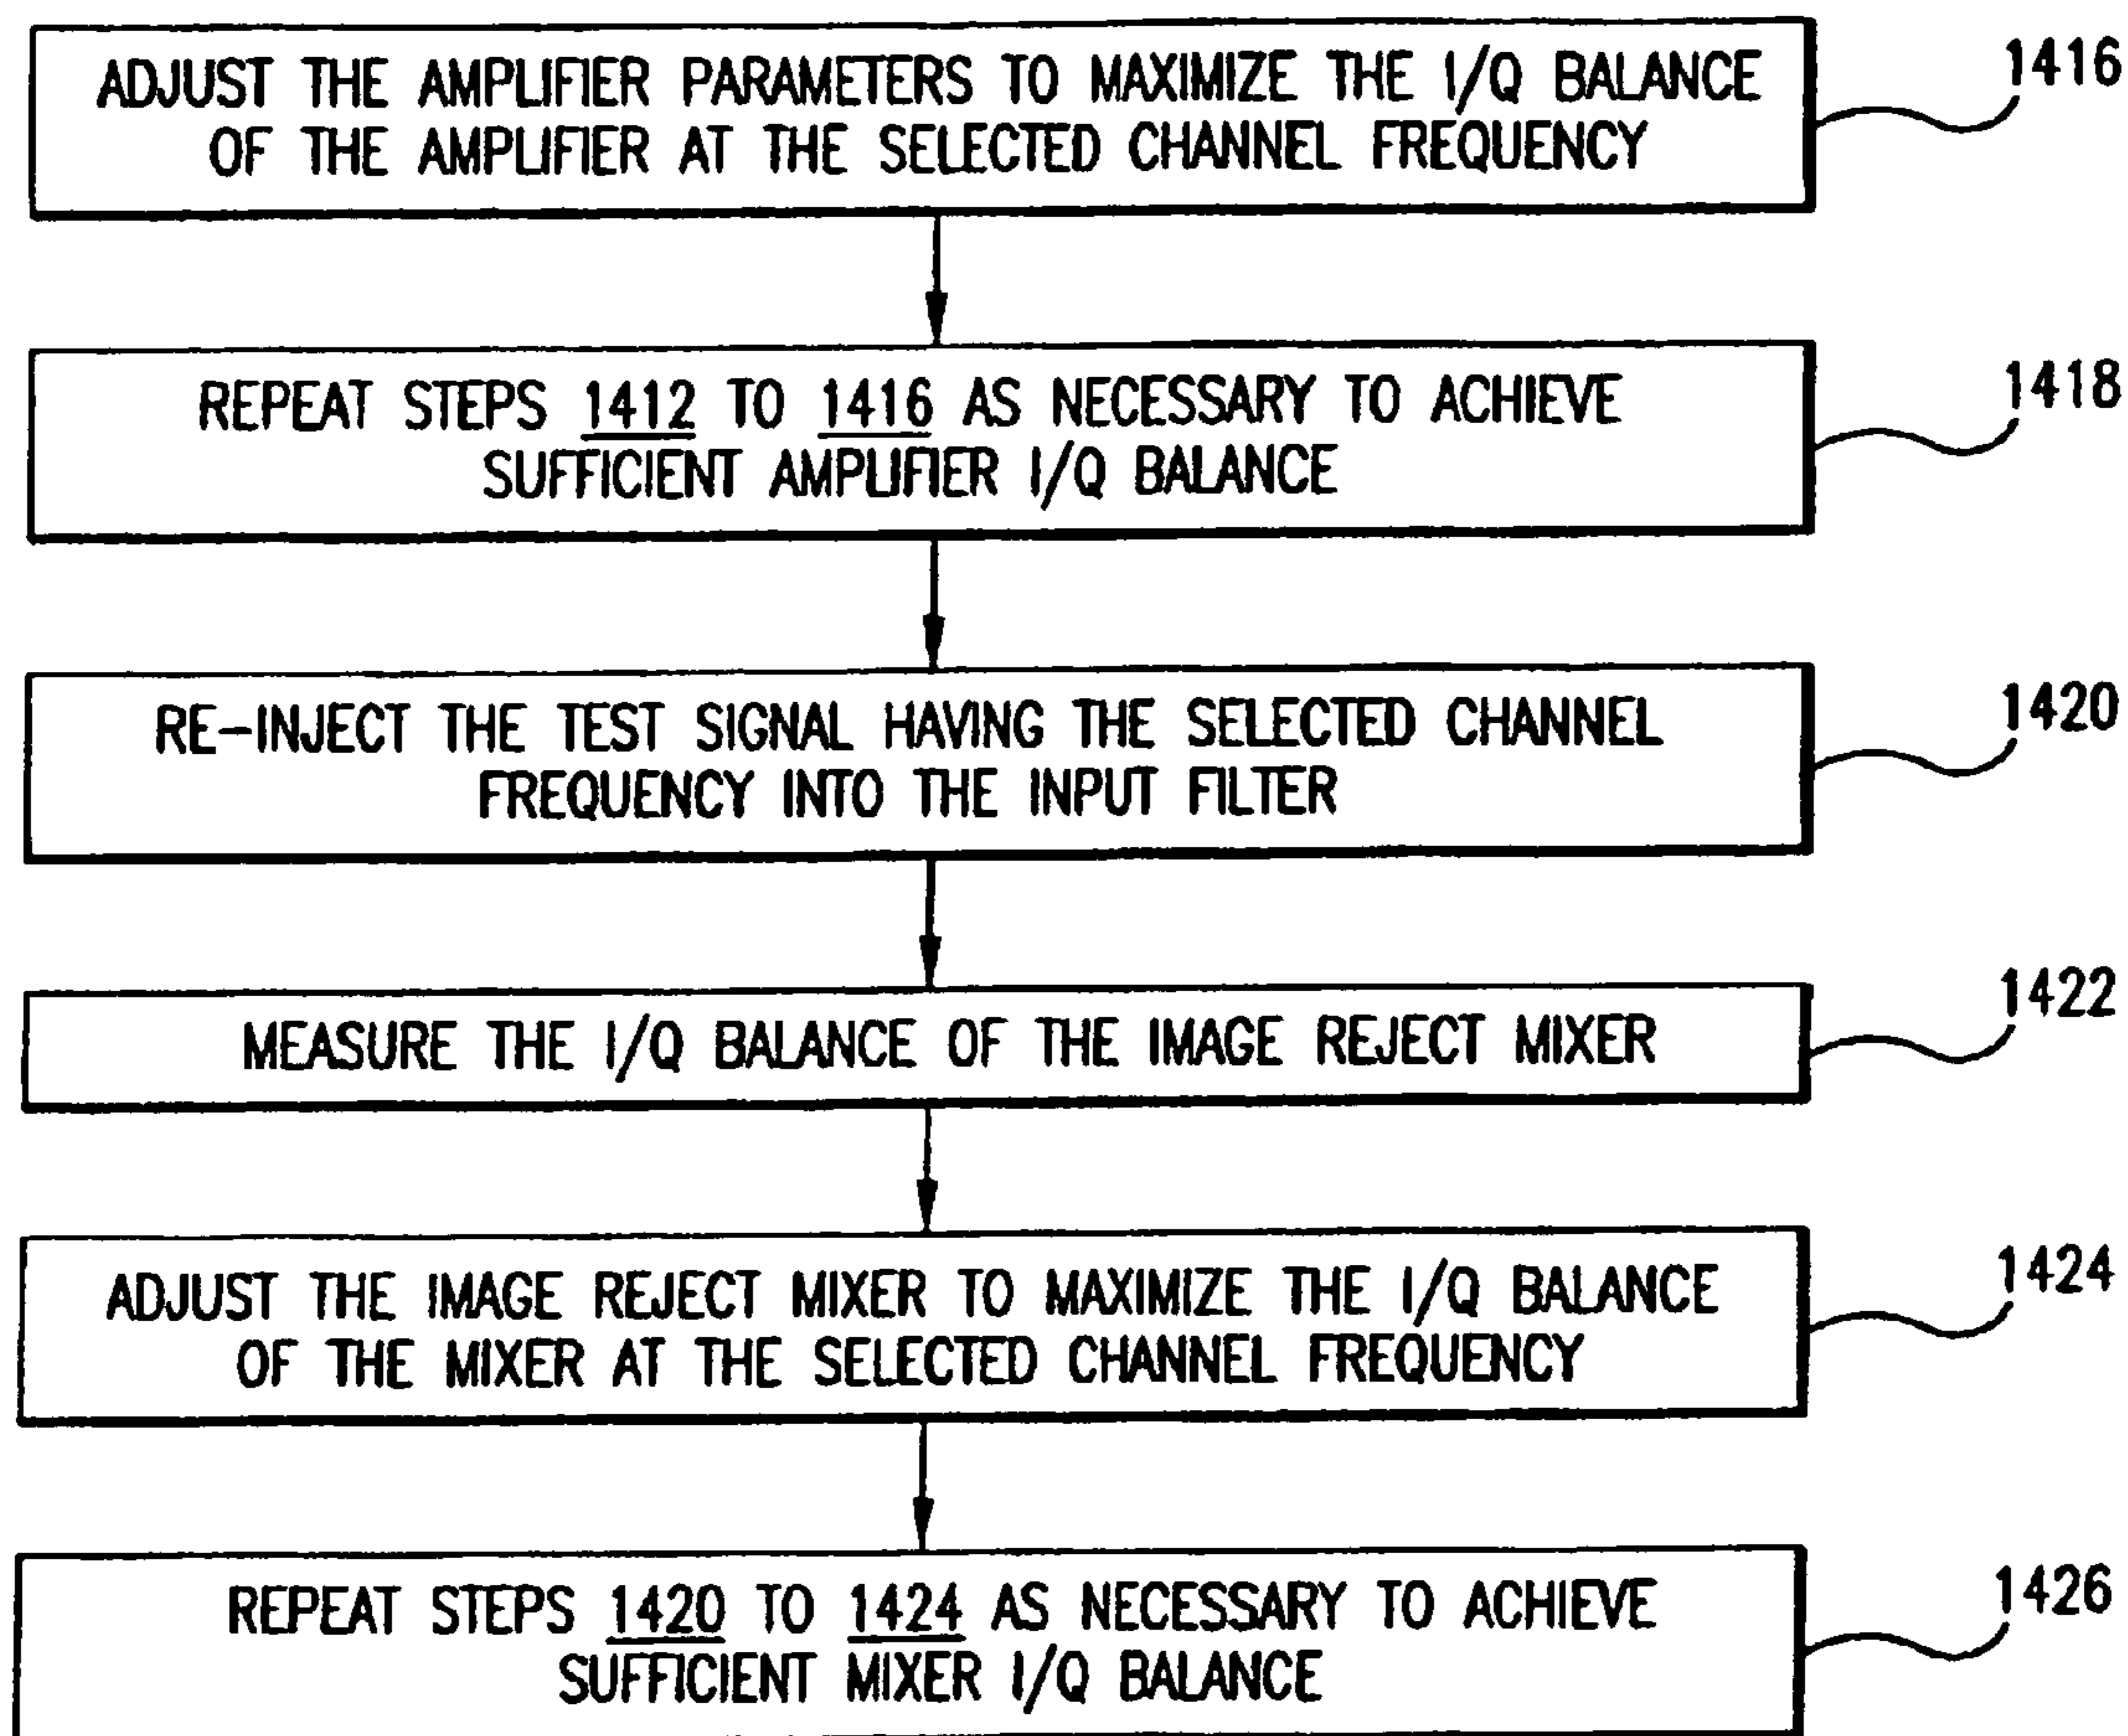 ADJUST THE AMPLIFIER PARAMETERS TO MAXIMIZE THE I/Q BALANCE
OF THE AMPLIFIER AT THE SELECTED CHANNEL FREQUENCY
1416
REPEAT STEPS 1412 TO 1416 AS NECESSARY TO ACHIEVE
SUFFICIENT AMPLIFIER I/Q BALANCE
1418
RE-INJECT THE TEST SIGNAL HAVING THE SELECTED CHANNEL
FREQUENCY INTO THE INPUT FILTER
1420
MEASURE THE I/Q BALANCE OF THE IMAGE REJECT MIXER
1422
ADJUST THE IMAGE REJECT MIXER TO MAXIMIZE THE I/Q BALANCE
OF THE MIXER AT THE SELECTED CHANNEL FREQUENCY
1424
REPEAT STEPS 1420 TO 1424 AS NECESSARY TO ACHIEVE
SUFFICIENT MIXER I/Q BALANCE
1426